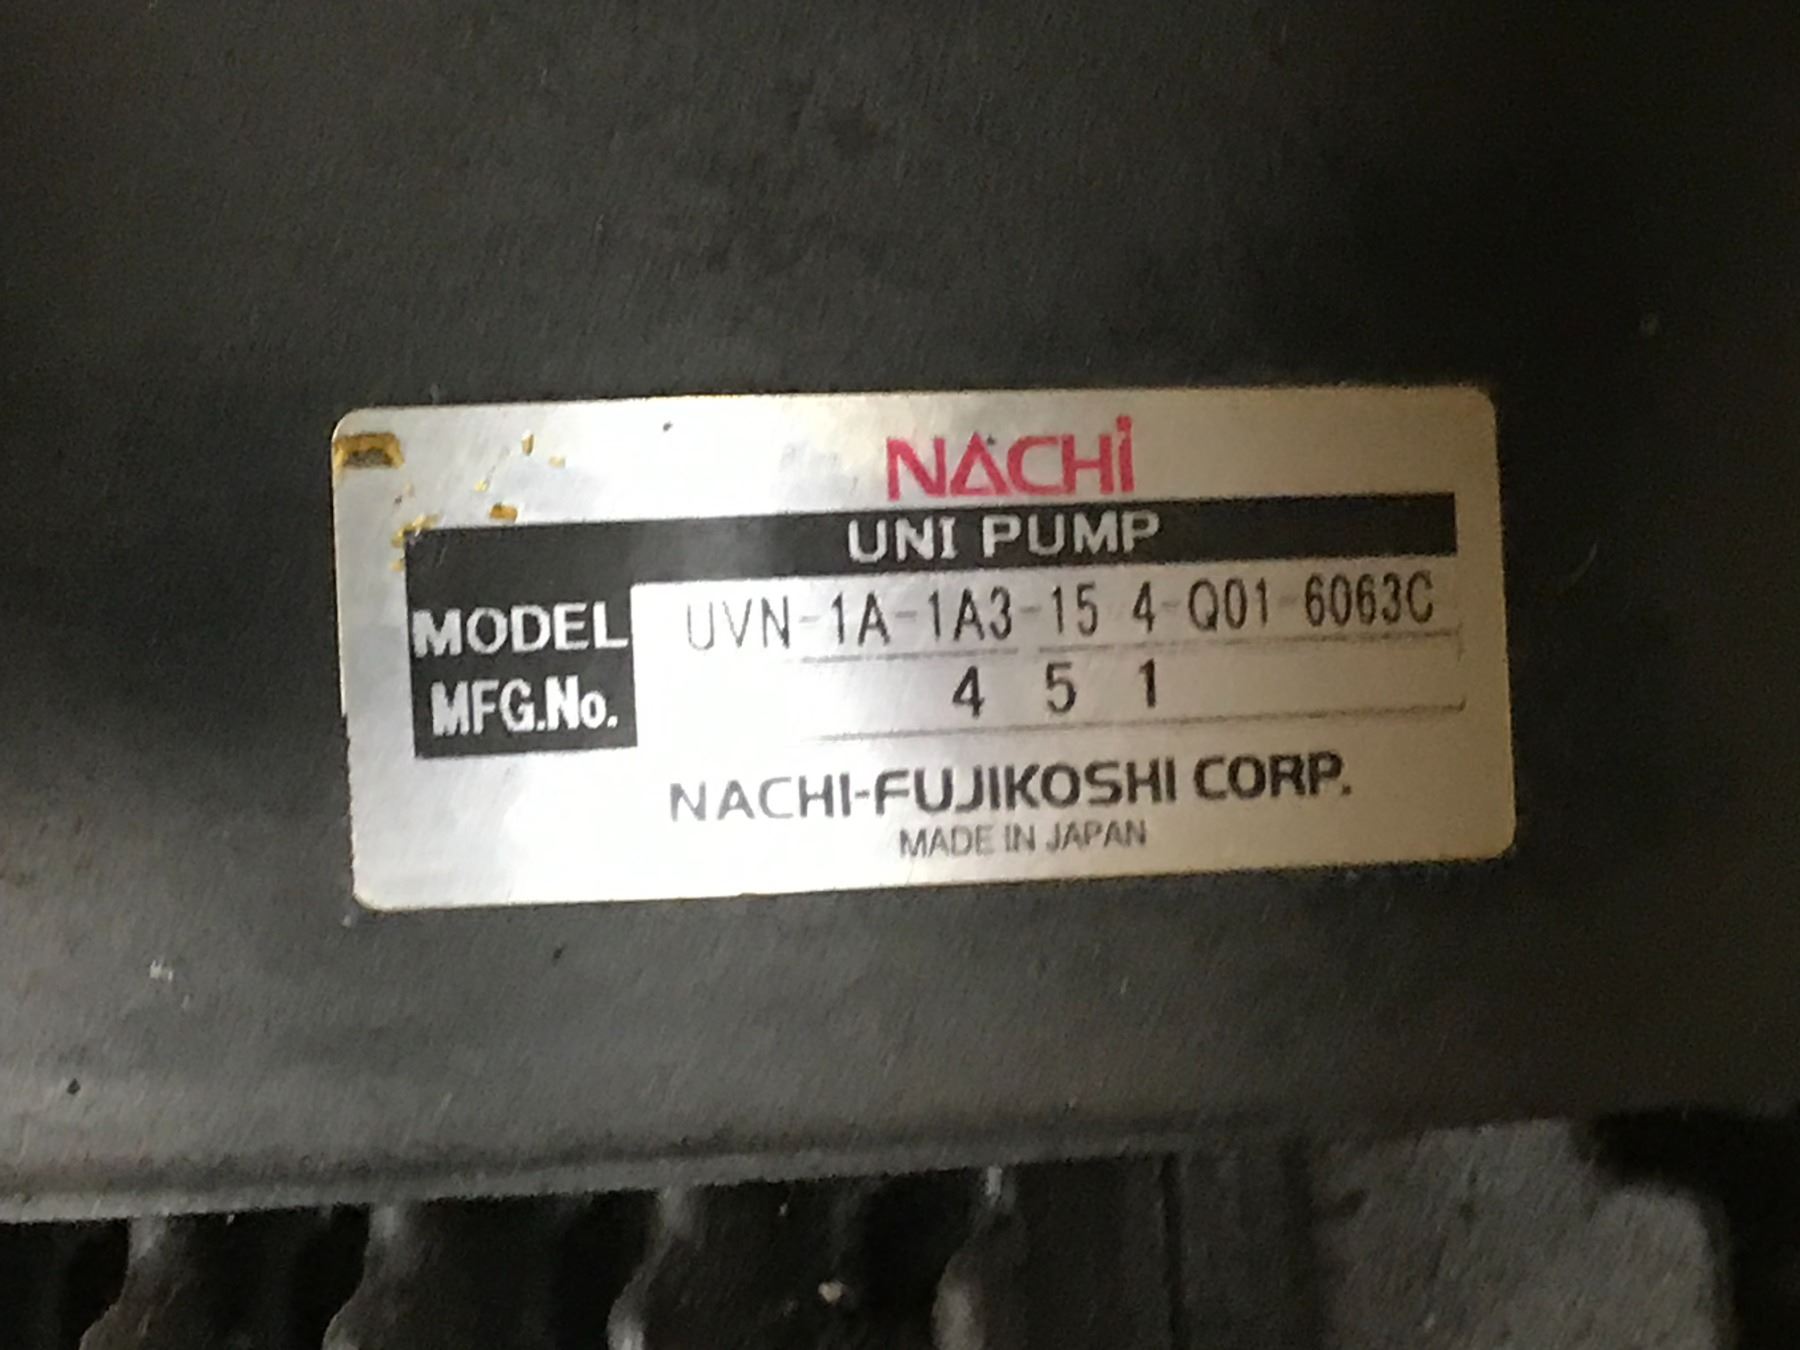 NACHI
UNI PUMP
MODEL UVN-1A-1A3-15 4-Q01-6063C
MFG.No. 4 5 1
NACHI-FUJIKOSHI CORP.
MADE IN JAPAN